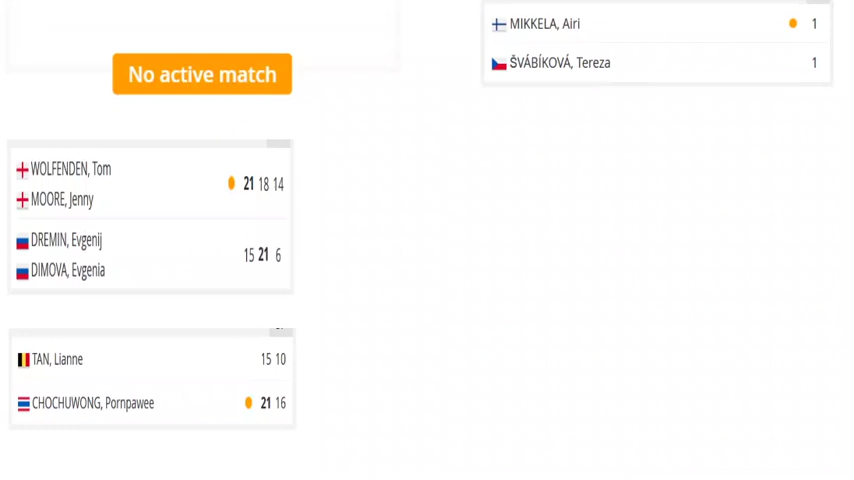 MIKKELA, Airi 1
ŠVÁBÍKOVÁ, Tereza 1
No active match
WOLFENDEN, Tom
MOORE, Jenny
21 18 14
DREMIN, Evgenij
DIMOVA, Evgenia
15 21 6
TAN, Lianne 15 10
CHOCHUWONG, Pornpawee 21 16